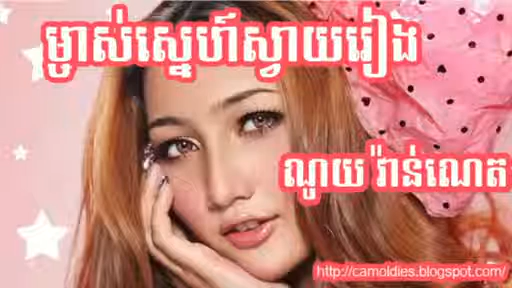 ម្ចាស់ស្នេហ៍ស្វាយរៀង
ណូយ វ៉ាន់ណេត
http://camoldies.blogspot.com/